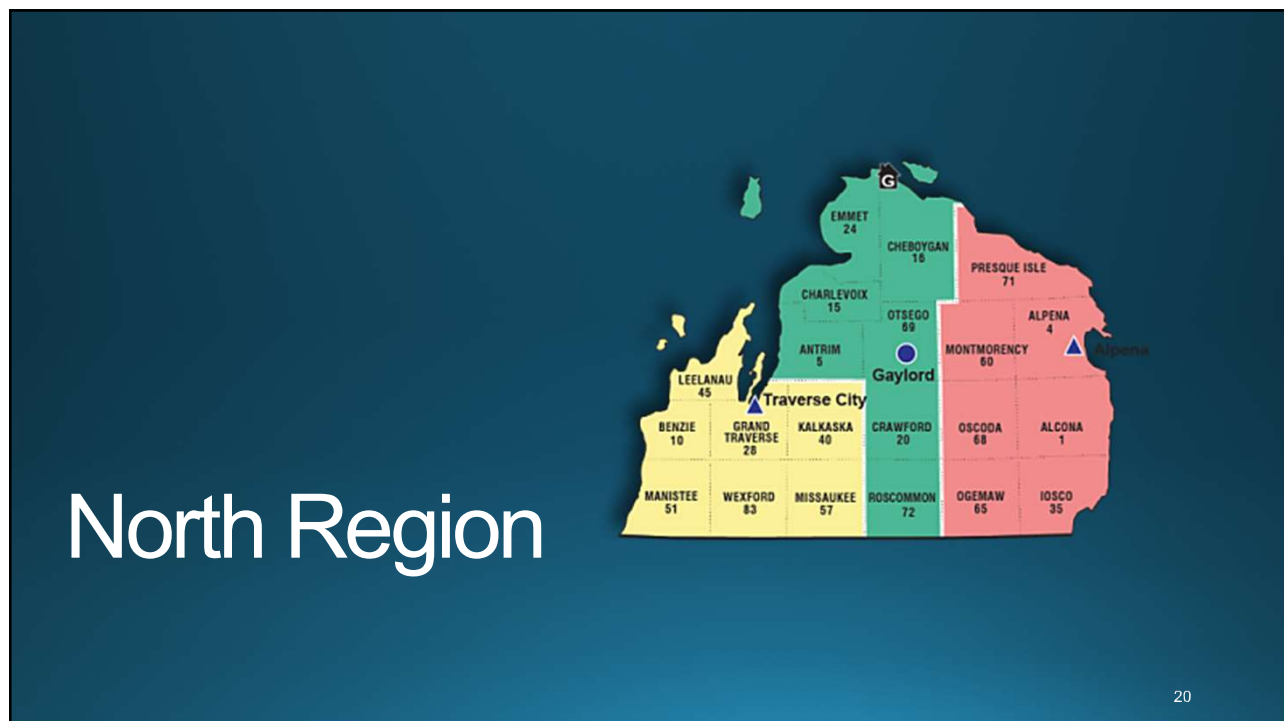 G
EMMET
24
CHEBOYGAN
16
PRESQUE ISLE
71
CHARLEVOIX
15
OTSEGO
69
ALPENA
4
ANTRIM
5
MONTMORENCY
60
Alpena
Gaylord
LEELANAU
45
Traverse City
BENZIE
10
GRAND
TRAVERSE
28
KALKASKA
40
CRAWFORD
20
OSCODA
68
ALCONA
1
MANISTEE
51
WEXFORD
83
MISSAUKEE
57
ROSCOMMON
72
OGEMAW
65
IOSCO
35
North Region
20